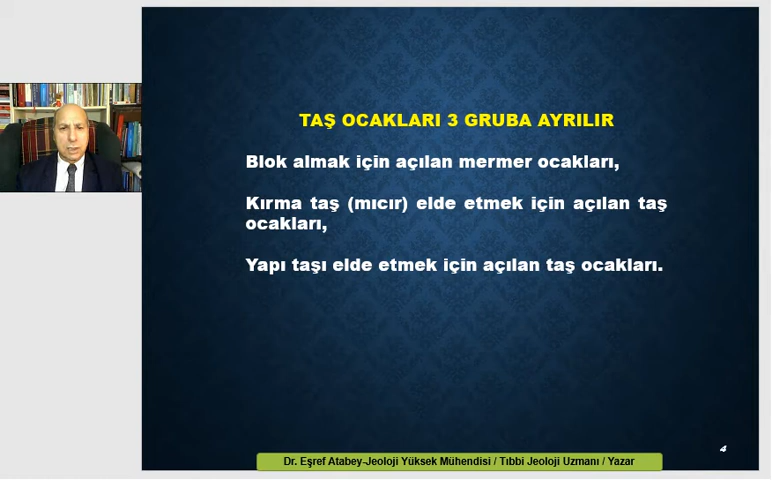 TAŞ OCAKLARI 3 GRUBA AYRILIR
Blok almak için açılan mermer ocakları,
Kırma taş (mıcır) elde etmek için açılan taş
ocakları,
Yapı taşı elde etmek için açılan taş ocakları.
4
Dr. Eşref Atabey-Jeoloji Yüksek Mühendisi / Tıbbi Jeoloji Uzmanı / Yazar